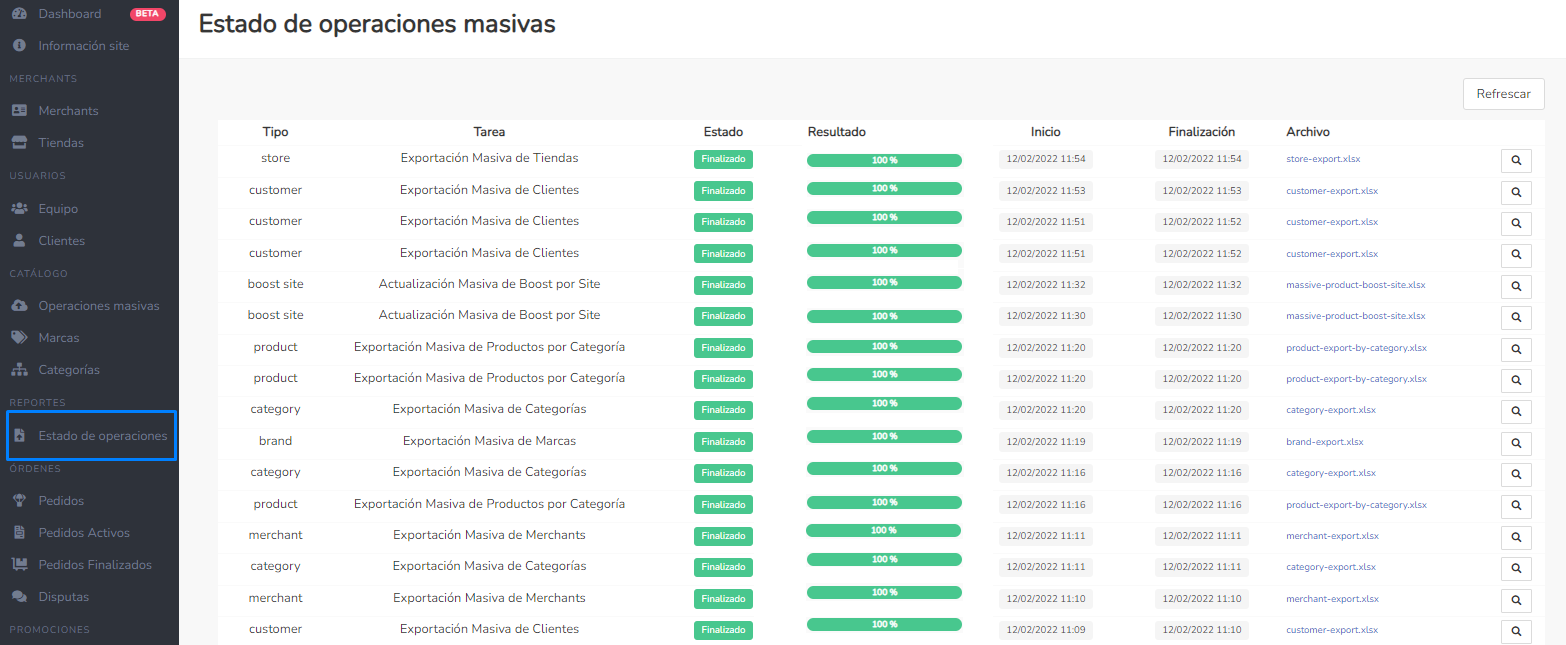 Dashboard BETA
Información site
MERCHANTS
Merchants
Tiendas
USUARIOS
Equipo
Clientes
CATÁLOGO
Operaciones masivas
Marcas
Categorías
REPORTES
Estado de operaciones
ÓRDENES
Pedidos
Pedidos Activos
Pedidos Finalizados
Disputas
PROMOCIONES
Estado de operaciones masivas
Refrescar
Tipo Tarea Estado Resultado Inicio Finalización Archivo
store Exportación Masiva de Tiendas Finalizado 100 % 12/02/2022 11:54 12/02/2022 11:54 store-export.xlsx
customer Exportación Masiva de Clientes Finalizado 100 % 12/02/2022 11:53 12/02/2022 11:53 customer-export.xlsx
customer Exportación Masiva de Clientes Finalizado 100 % 12/02/2022 11:51 12/02/2022 11:52 customer-export.xlsx
customer Exportación Masiva de Clientes Finalizado 100 % 12/02/2022 11:51 12/02/2022 11:52 customer-export.xlsx
boost site Actualización Masiva de Boost por Site Finalizado 100 % 12/02/2022 11:32 12/02/2022 11:32 massive-product-boost-site.xlsx
boost site Actualización Masiva de Boost por Site Finalizado 100 % 12/02/2022 11:30 12/02/2022 11:30 massive-product-boost-site.xlsx
product Exportación Masiva de Productos por Categoría Finalizado 100 % 12/02/2022 11:20 12/02/2022 11:20 product-export-by-category.xlsx
product Exportación Masiva de Productos por Categoría Finalizado 100 % 12/02/2022 11:20 12/02/2022 11:20 product-export-by-category.xlsx
category Exportación Masiva de Categorías Finalizado 100 % 12/02/2022 11:20 12/02/2022 11:20 category-export.xlsx
brand Exportación Masiva de Marcas Finalizado 100 % 12/02/2022 11:19 12/02/2022 11:19 brand-export.xlsx
category Exportación Masiva de Categorías Finalizado 100 % 12/02/2022 11:16 12/02/2022 11:16 category-export.xlsx
product Exportación Masiva de Productos por Categoría Finalizado 100 % 12/02/2022 11:16 12/02/2022 11:16 product-export-by-category.xlsx
merchant Exportación Masiva de Merchants Finalizado 100 % 12/02/2022 11:11 12/02/2022 11:11 merchant-export.xlsx
category Exportación Masiva de Categorías Finalizado 100 % 12/02/2022 11:11 12/02/2022 11:11 category-export.xlsx
merchant Exportación Masiva de Merchants Finalizado 100 % 12/02/2022 11:10 12/02/2022 11:10 merchant-export.xlsx
customer Exportación Masiva de Clientes Finalizado 100 % 12/02/2022 11:09 12/02/2022 11:10 customer-export.xlsx